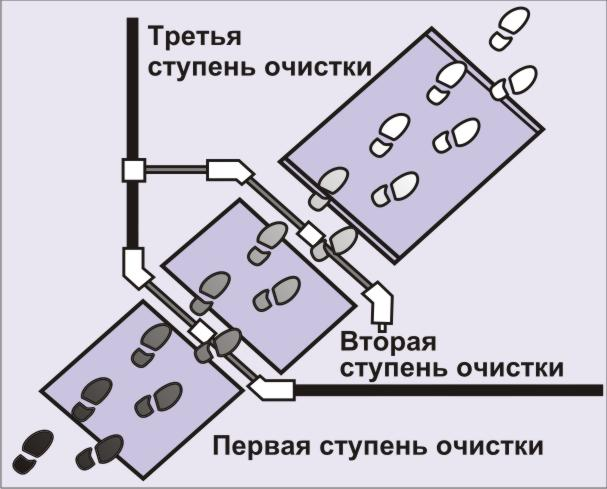 Третья
ступень очистки
Вторая
ступень очистки
Первая ступень очистки